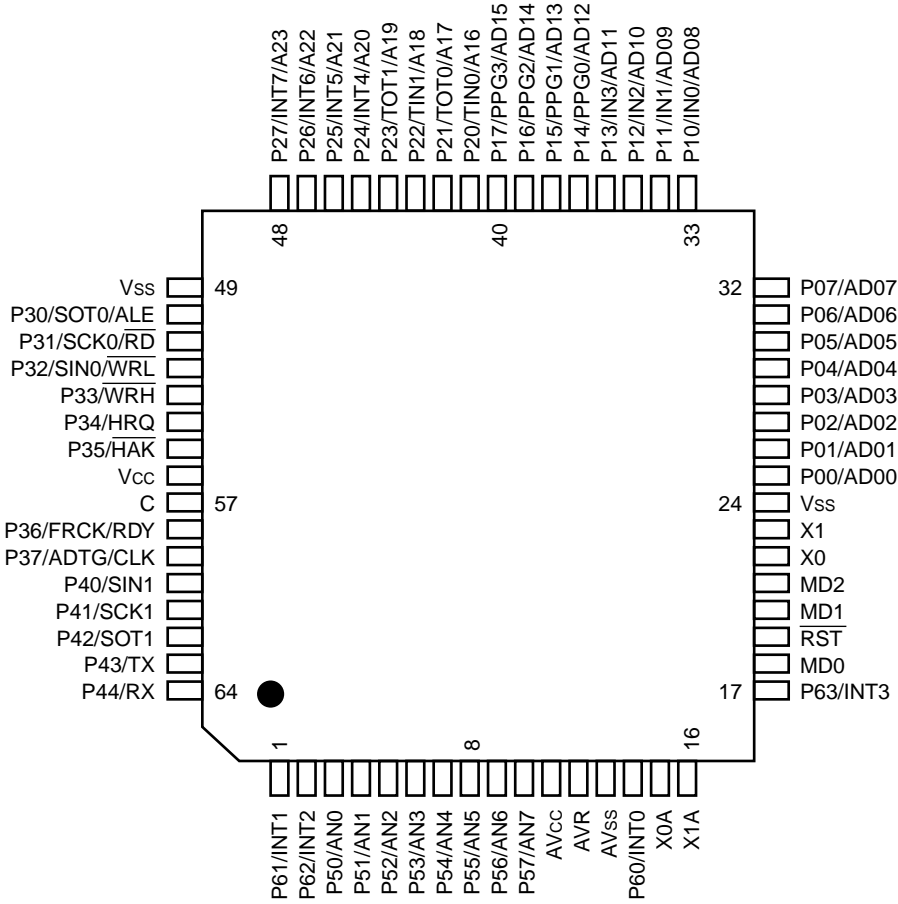 P27/INT7/A23
P26/INT6/A22
P25/INT5/A21
P24/INT4/A20
P23/TOT1/A19
P22/TIN1/A18
P21/TOT0/A17
P20/TIN0/A16
P17/PPG3/AD15
P16/PPG2/AD14
P15/PPG1/AD13
P14/PPG0/AD12
P13/IN3/AD11
P12/IN2/AD10
P11/IN1/AD09
P10/IN0/AD08
48
40
33
Vss
P30/SOT0/ALE
P31/SCK0/RD
P32/SIN0/WRL
P33/WRH
P34/HRQ
P35/HAK
Vcc
C
P36/FRCK/RDY
P37/ADTG/CLK
P40/SIN1
P41/SCK1
P42/SOT1
P43/TX
P44/RX
49
57
64
32
24
17
P07/AD07
P06/AD06
P05/AD05
P04/AD04
P03/AD03
P02/AD02
P01/AD01
P00/AD00
Vss
X1
X0
MD2
MD1
RST
MD0
P63/INT3
1
8
16
P61/INT1
P62/INT2
P50/AN0
P51/AN1
P52/AN2
P53/AN3
P54/AN4
P55/AN5
P56/AN6
P57/AN7
AVcc
AVR
AVss
P60/INT0
X0A
X1A